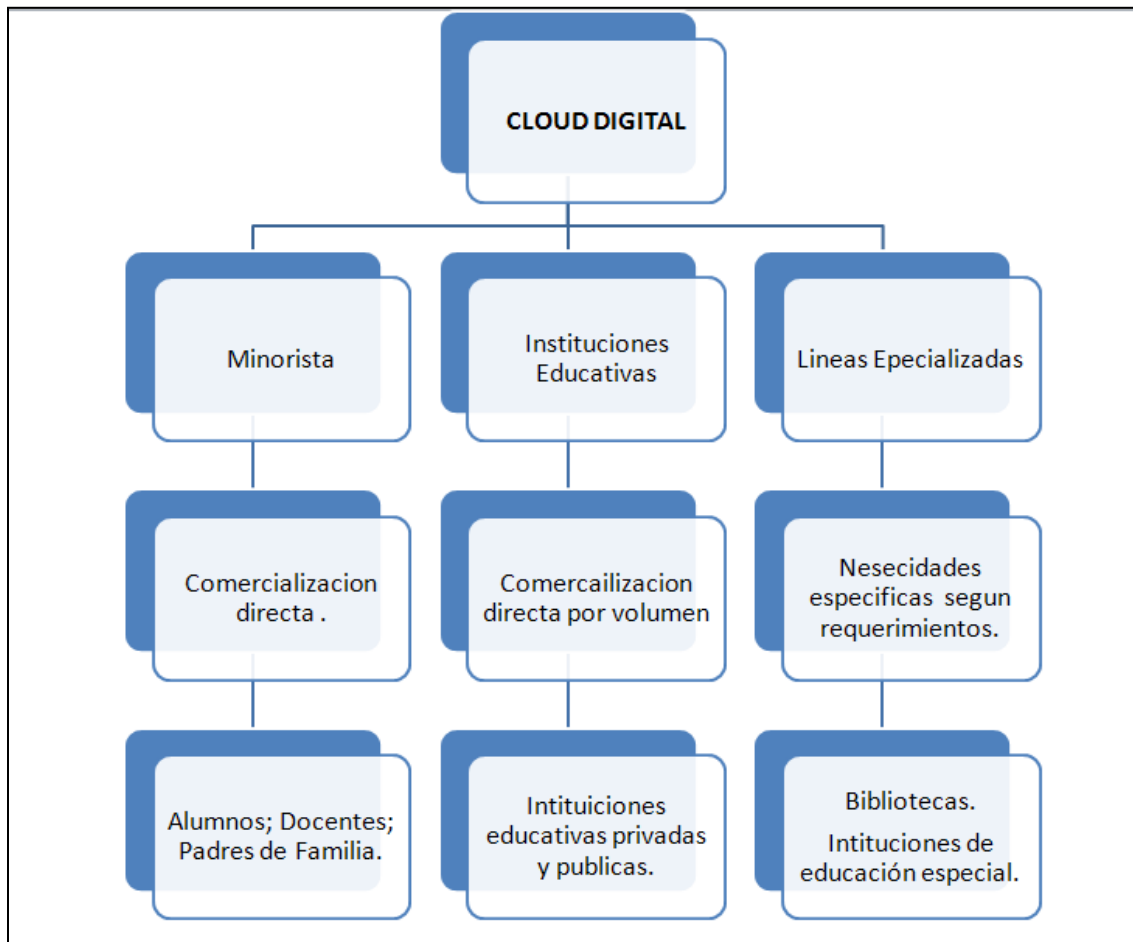 CLOUD DIGITAL
Minorista
Instituciones
Educativas
Lineas Epecializadas
Comercializacion
directa .
Comercailizacion
directa por volumen
Nesecidades
especificas segun
requerimientos.
Alumnos; Docentes;
Padres de Familia.
Intituiciones
educativas privadas
y publicas.
Bibliotecas.
Intituciones de
educación especial.